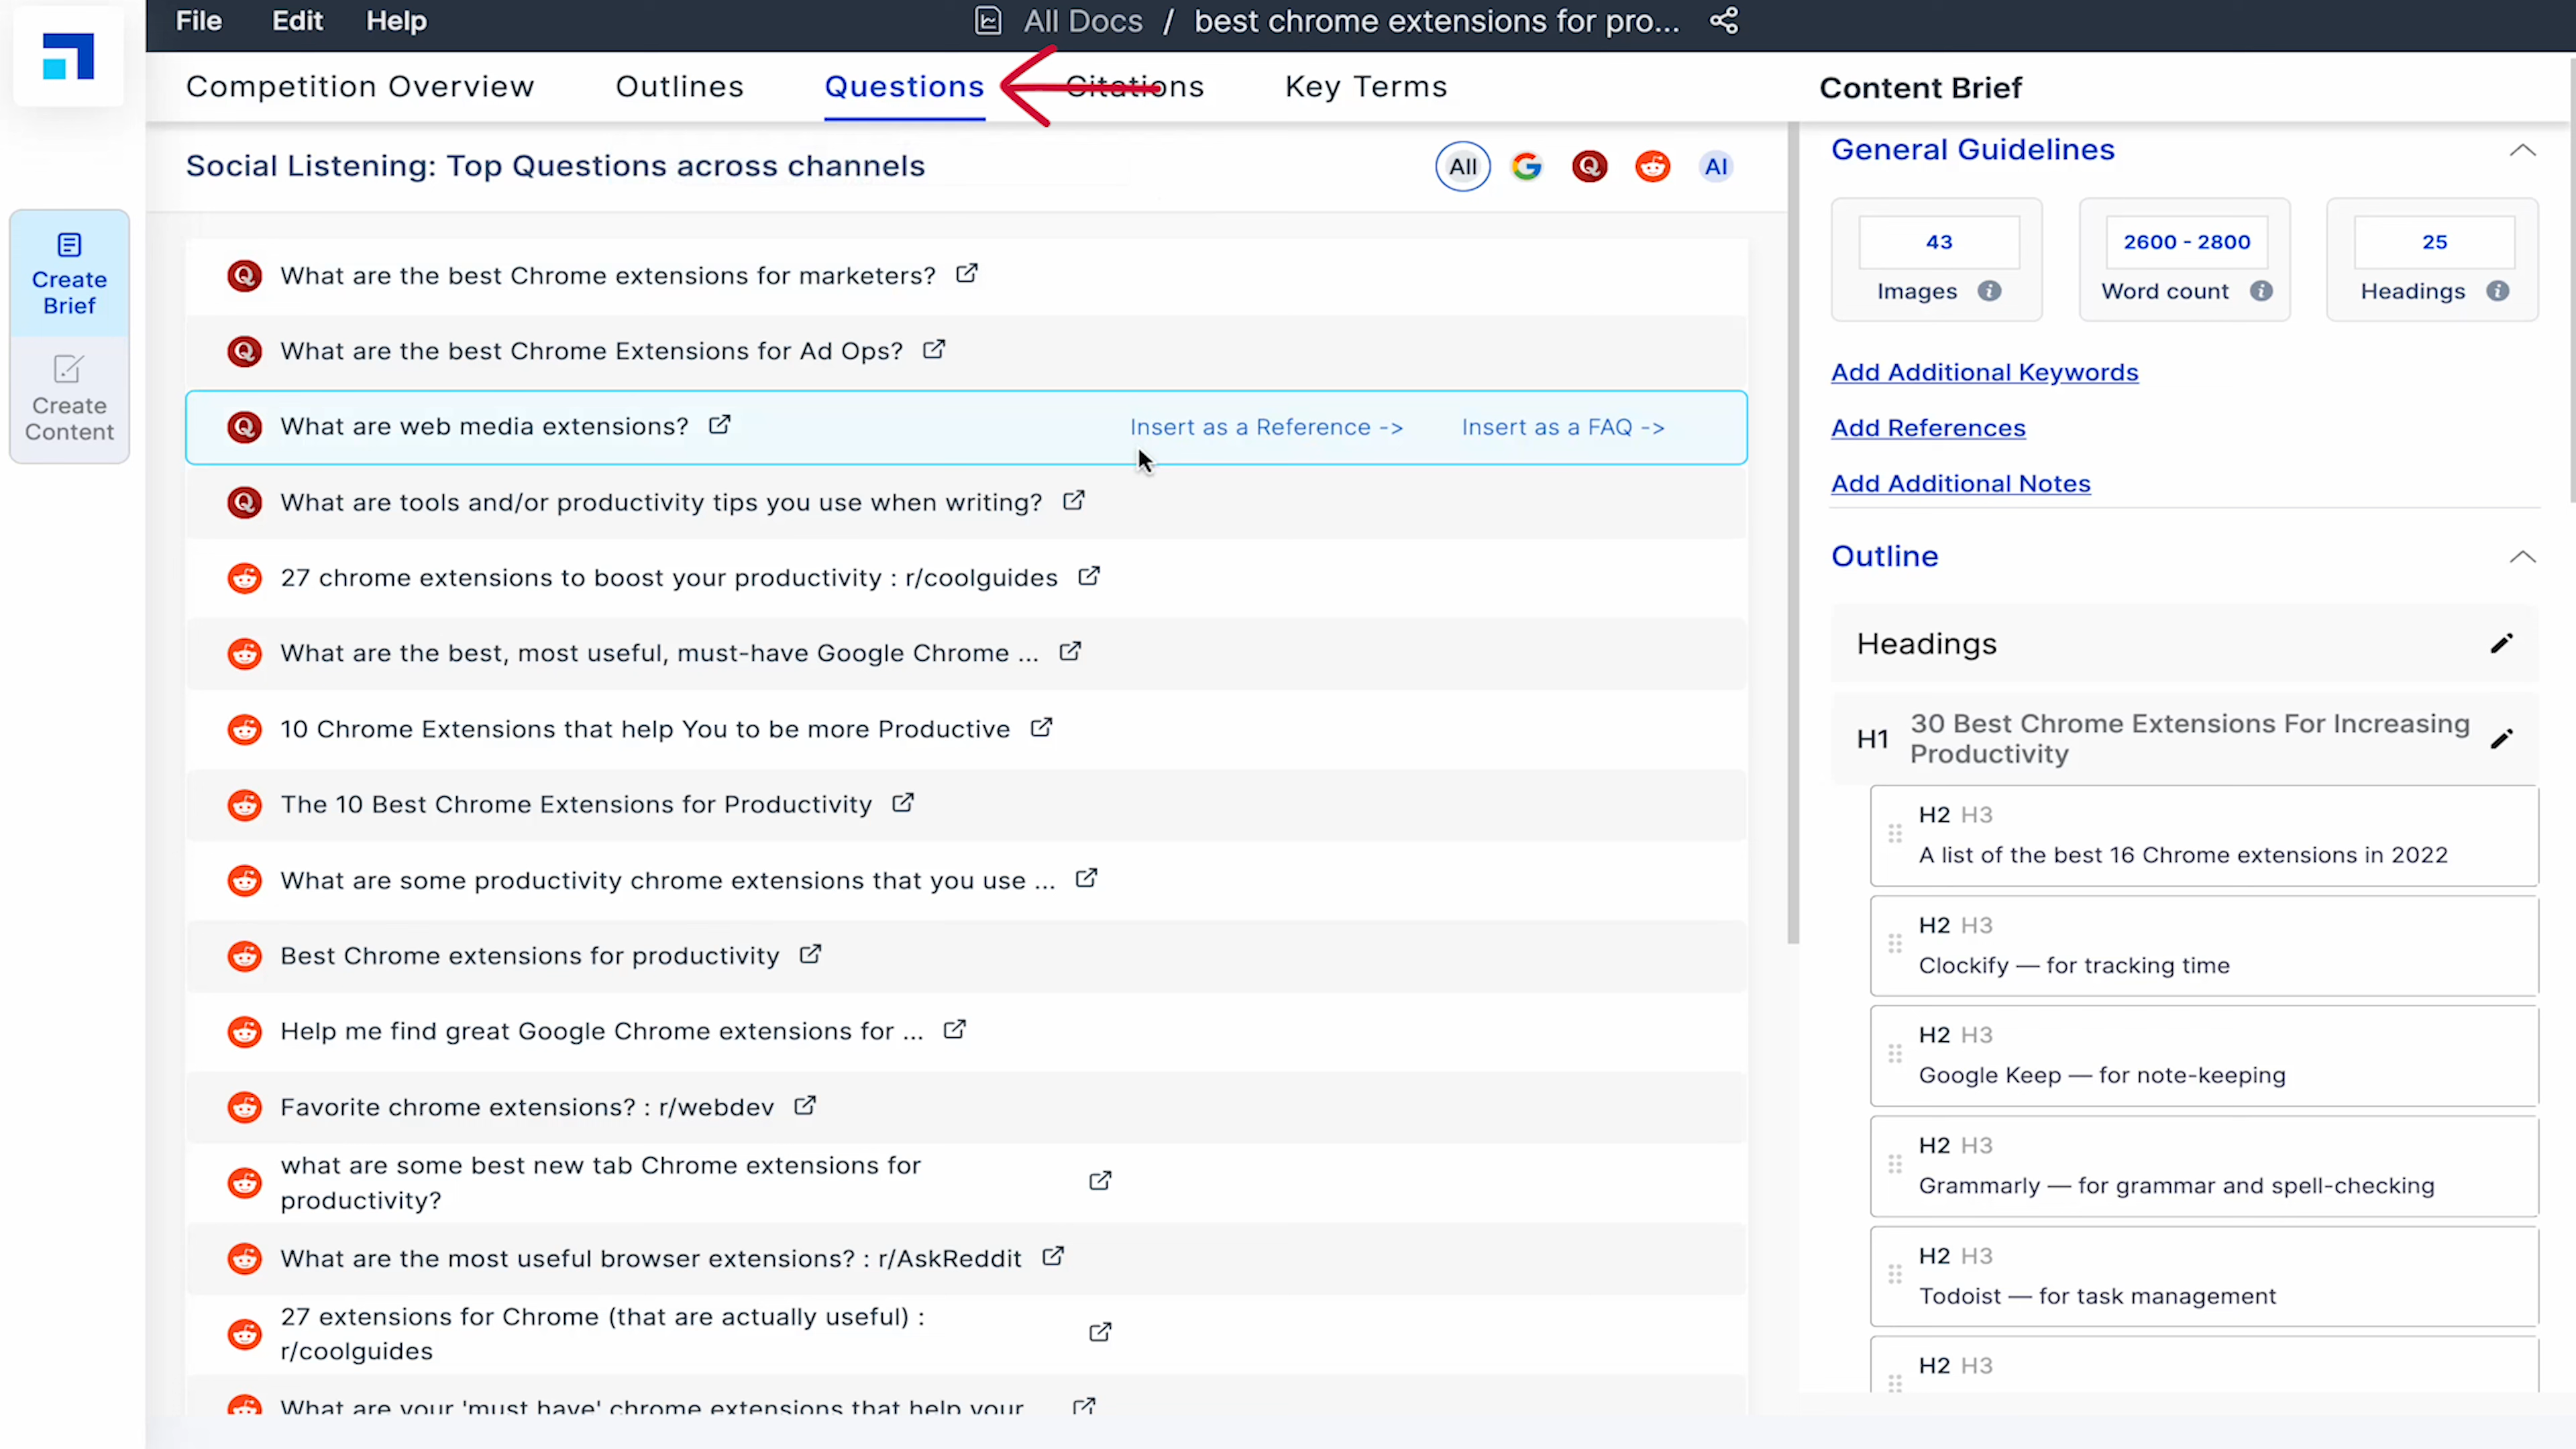 File Edit Help
All Docs / best chrome extensions for pro...
Competition Overview Outlines Questions Citations Key Terms
Content Brief
Create
Brief
Create
Content
Social Listening: Top Questions across channels
All G Q AI
Q What are the best Chrome extensions for marketers?
Q What are the best Chrome Extensions for Ad Ops?
Q What are web media extensions? Insert as a Reference -> Insert as a FAQ ->
Q What are tools and/or productivity tips you use when writing?
27 chrome extensions to boost your productivity : r/coolguides
What are the best, most useful, must-have Google Chrome ...
10 Chrome Extensions that help You to be more Productive
The 10 Best Chrome Extensions for Productivity
What are some productivity chrome extensions that you use ...
Best Chrome extensions for productivity
Help me find great Google Chrome extensions for ...
Favorite chrome extensions? : r/webdev
what are some best new tab Chrome extensions for
productivity?
What are the most useful browser extensions? : r/AskReddit
27 extensions for Chrome (that are actually useful) :
r/coolguides
What are your 'must have' chrome extensions that help your
General Guidelines
43 2600 - 2800 25
Images Word count Headings
Add Additional Keywords
Add References
Add Additional Notes
Outline
Headings
H1 30 Best Chrome Extensions For Increasing
Productivity
H2 H3
A list of the best 16 Chrome extensions in 2022
H2 H3
Clockify — for tracking time
H2 H3
Google Keep — for note-keeping
H2 H3
Grammarly — for grammar and spell-checking
H2 H3
Todoist — for task management
H2 H3